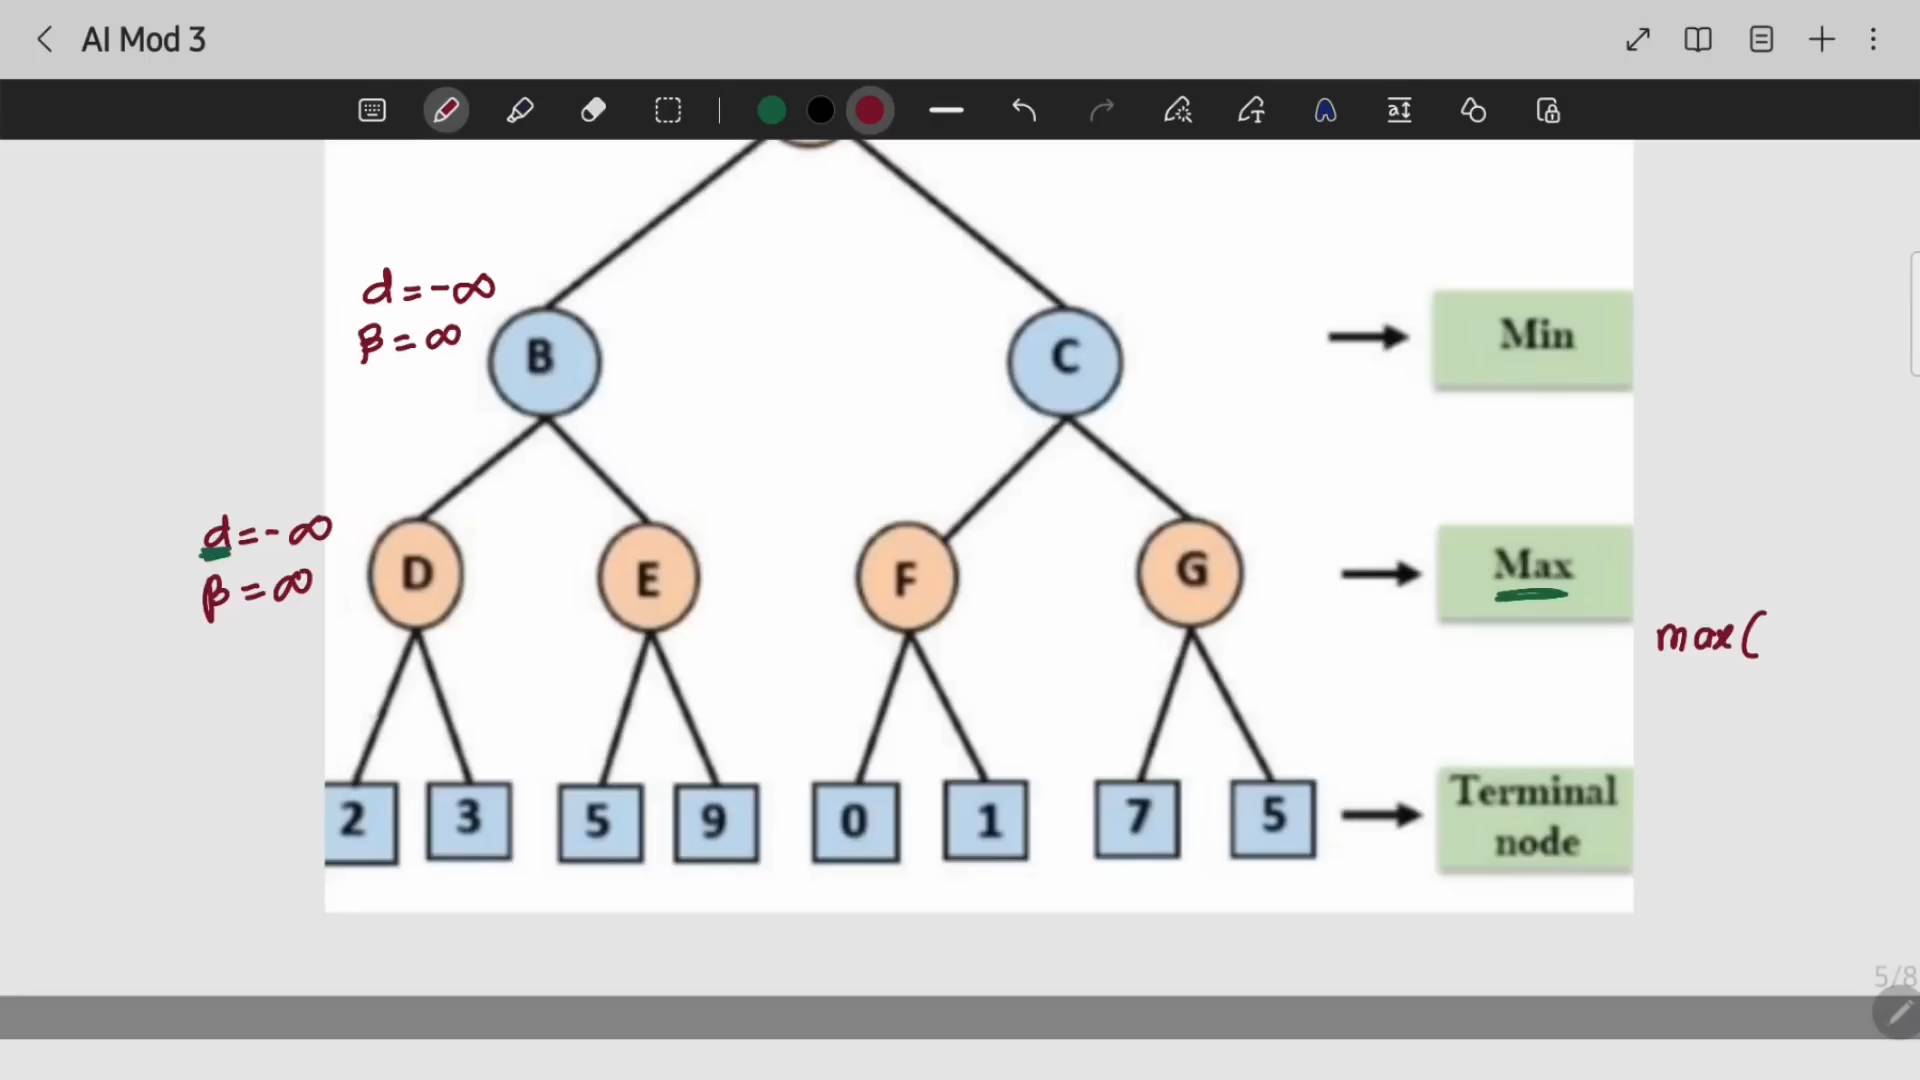 AI Mod 3
d = - ∞
β = ∞
B
C
Min
d = - ∞
β = ∞
D
E
F
G
Max
max(
2
3
5
9
0
1
7
5
Terminal
node
5/8